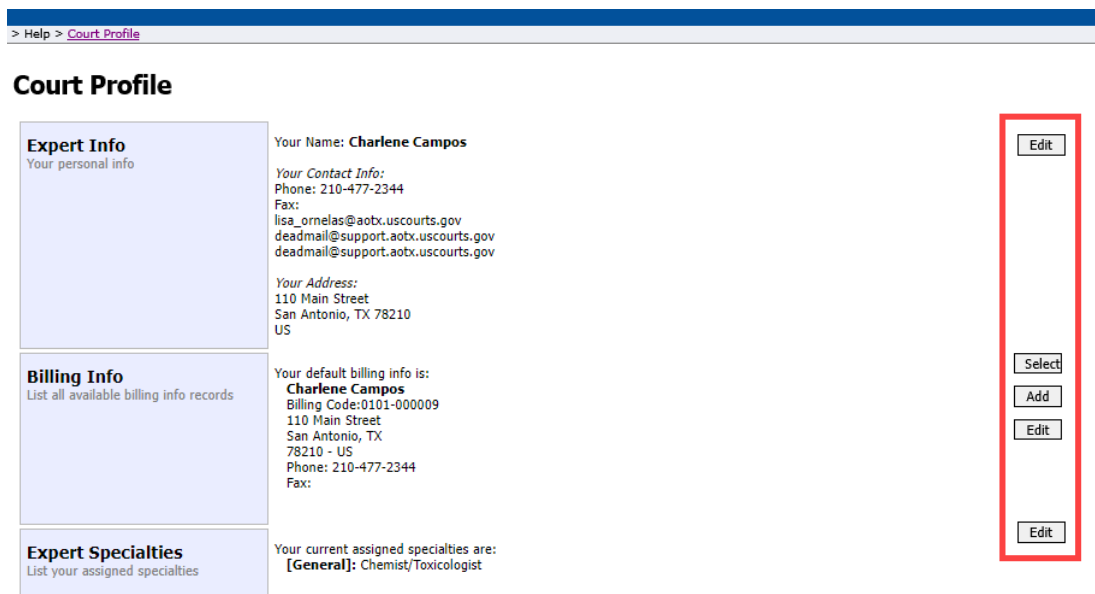 > Help > Court Profile
Court Profile
Expert Info
Your personal info
Your Name: Charlene Campos
Your Contact Info:
Phone: 210-477-2344
Fax:
lisa_ornelas@aotx.uscourts.gov
deadmail@support.aotx.uscourts.gov
deadmail@support.aotx.uscourts.gov
Your Address:
110 Main Street
San Antonio, TX 78210
US
Edit
Billing Info
List all available billing info records
Your default billing info is:
Charlene Campos
Billing Code:0101-000009
110 Main Street
San Antonio, TX
78210 - US
Phone: 210-477-2344
Fax:
Select
Add
Edit
Expert Specialties
List your assigned specialties
Your current assigned specialties are:
[General]: Chemist/Toxicologist
Edit